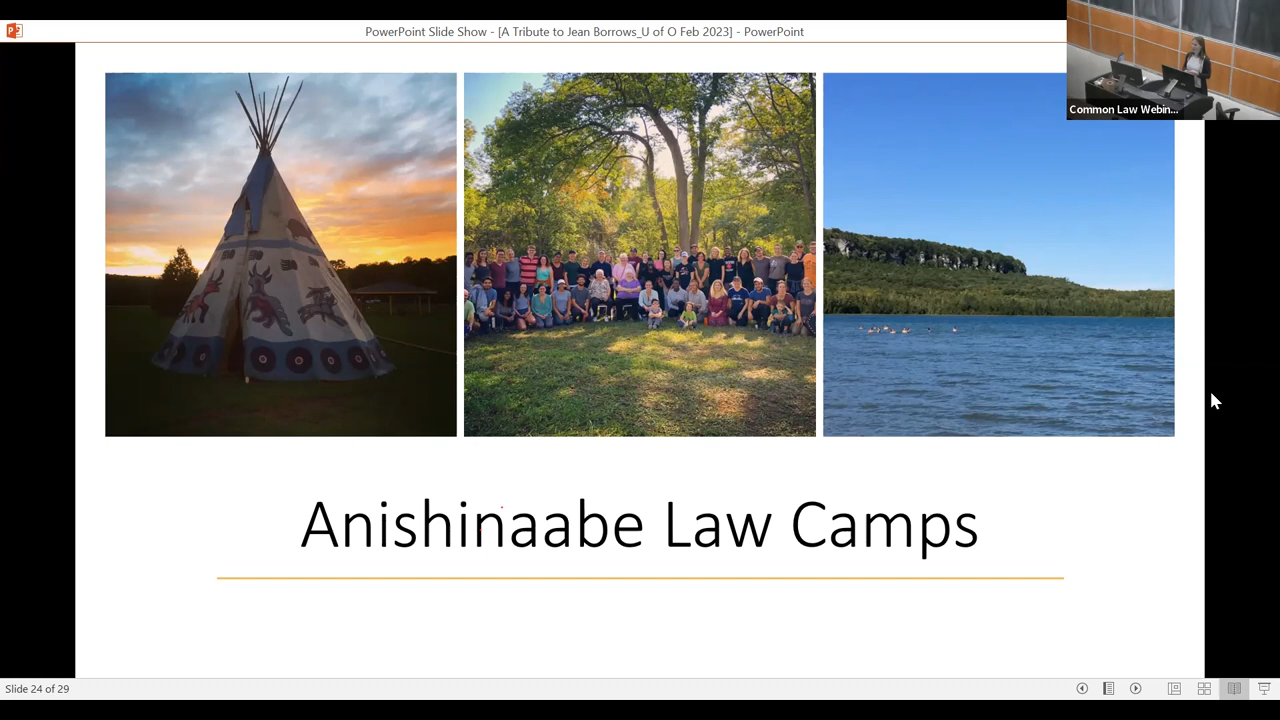 PowerPoint Slide Show - [A Tribute to Jean Borrows_U of O Feb 2023] - PowerPoint
Common Law Webin...
Anishinaabe Law Camps
Slide 24 of 29